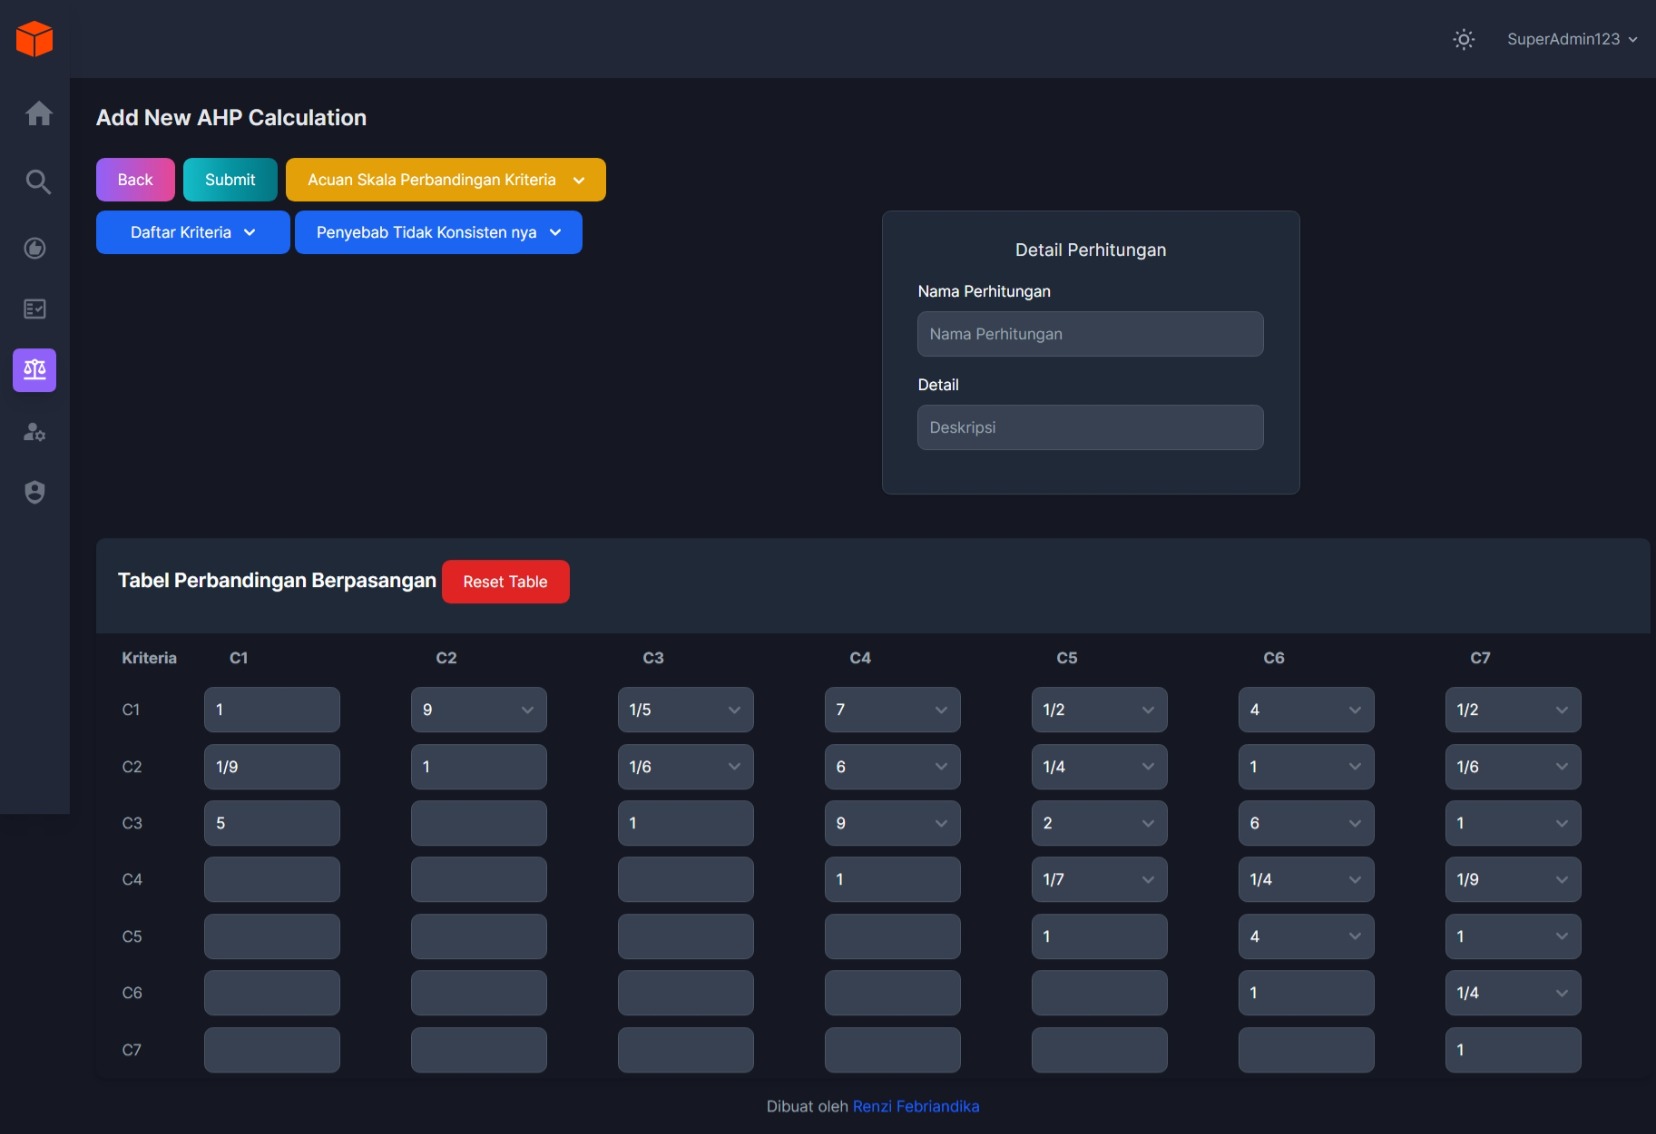 SuperAdmin123
Add New AHP Calculation
Back Submit Acuan Skala Perbandingan Kriteria
Daftar Kriteria Penyebab Tidak Konsisten nya
Detail Perhitungan
Nama Perhitungan
Nama Perhitungan
Detail
Deskripsi
Tabel Perbandingan Berpasangan Reset Table
Kriteria C1 C2 C3 C4 C5 C6 C7
C1 1 9 1/5 7 1/2 4 1/2
C2 1/9 1 1/6 6 1/4 1 1/6
C3 5 1 9 2 6 1
C4 1 1/7 1/4 1/9
C5 1 4 1
C6 1 1/4
C7 1
Dibuat oleh Renzi Febriandika